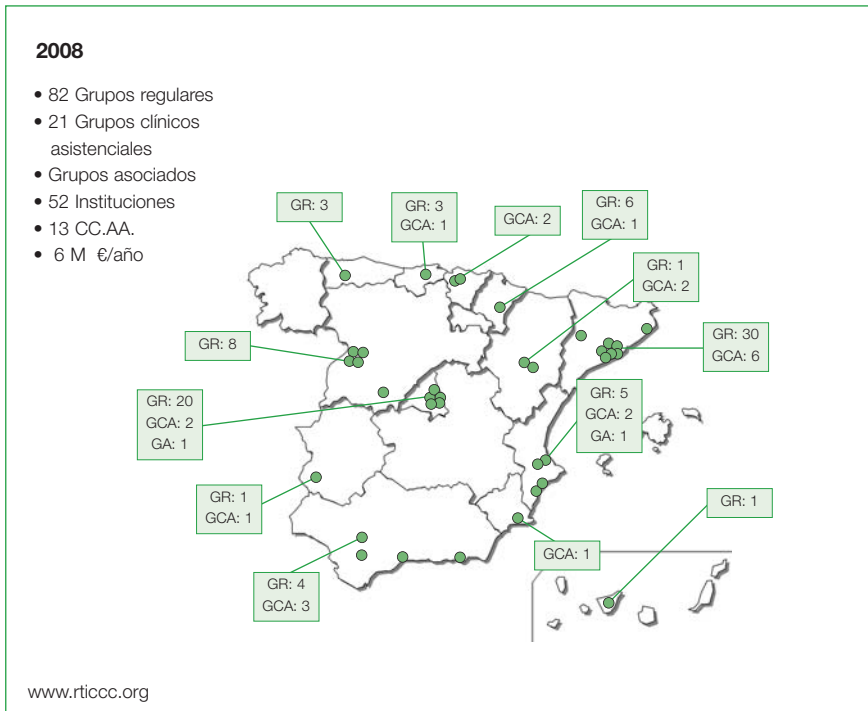 2008
• 82 Grupos regulares
• 21 Grupos clínicos
asistenciales
• Grupos asociados
• 52 Instituciones
• 13 CC.AA.
• 6 M €/año
GR: 3
GR: 3
GCA: 1
GCA: 2
GR: 6
GCA: 1
GR: 1
GCA: 2
GR: 30
GCA: 6
GR: 8
GR: 20
GCA: 2
GA: 1
GR: 5
GCA: 2
GA: 1
GR: 1
GCA: 1
GR: 1
GCA: 1
GR: 4
GCA: 3
www.rticcc.org